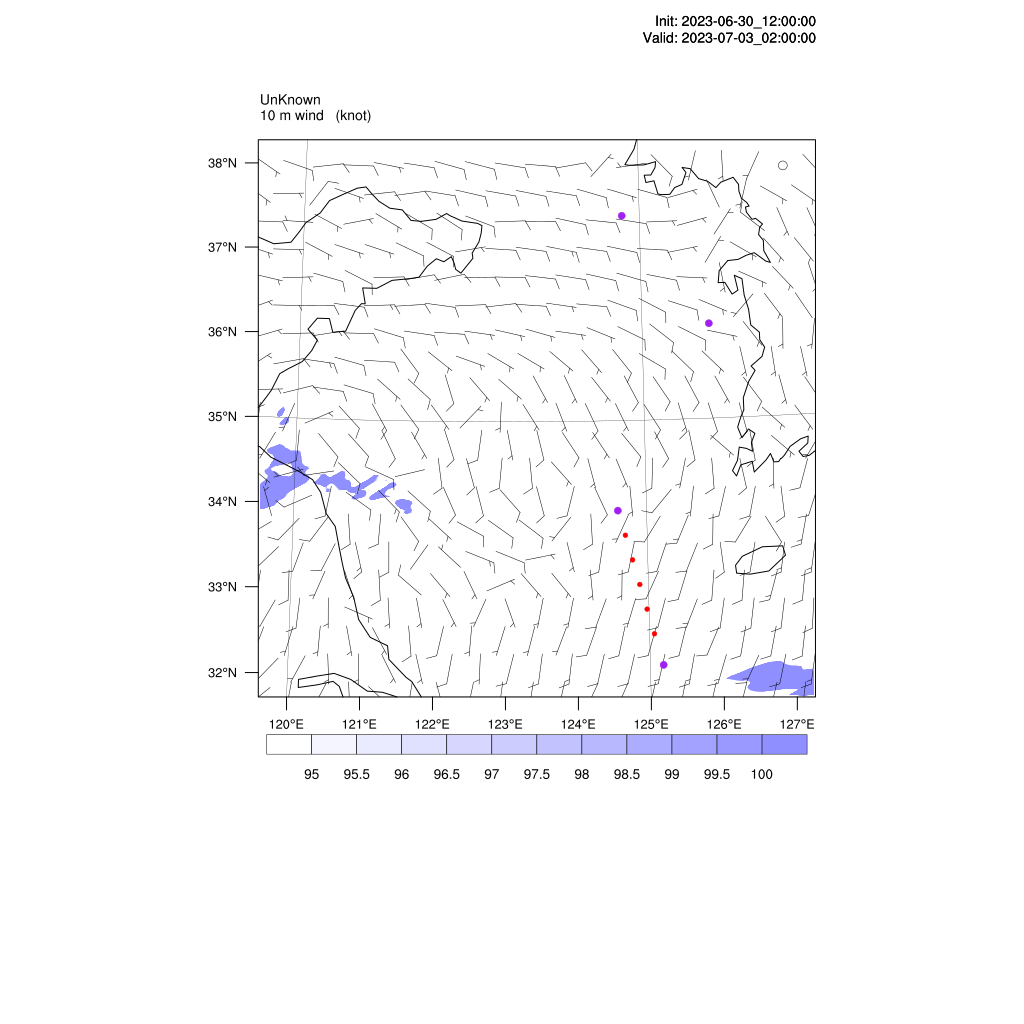 Init: 2023-06-30_12:00:00
Valid: 2023-07-03_02:00:00
UnKnown
10 m wind (knot)
38°N
37°N
36°N
35°N
34°N
33°N
32°N
120°E 121°E 122°E 123°E 124°E 125°E 126°E 127°E
95 95.5 96 96.5 97 97.5 98 98.5 99 99.5 100